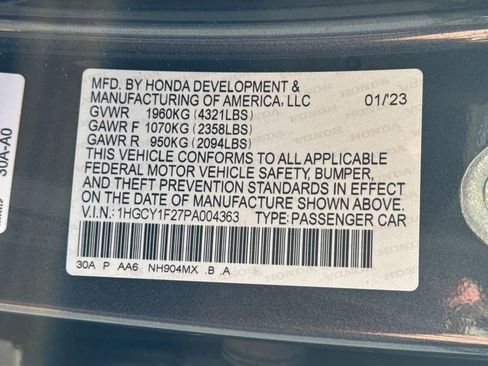 MFD. BY HONDA DEVELOPMENT &
MANUFACTURING OF AMERICA, LLC 01/'23
GVWR 1960KG (4321LBS)
GAWR F 1070KG (2358LBS)
GAWR R 950KG (2094LBS)
THIS VEHICLE CONFORMS TO ALL APPLICABLE
FEDERAL MOTOR VEHICLE SAFETY, BUMPER,
AND THEFT PREVENTION STANDARDS IN EFFECT
ON THE DATE OF MANUFACTURE SHOWN ABOVE.
V.I.N.: 1HGCY1F27PA004363 TYPE: PASSENGER CAR
30A P AA6 NH904MX .B .A
30A-A0